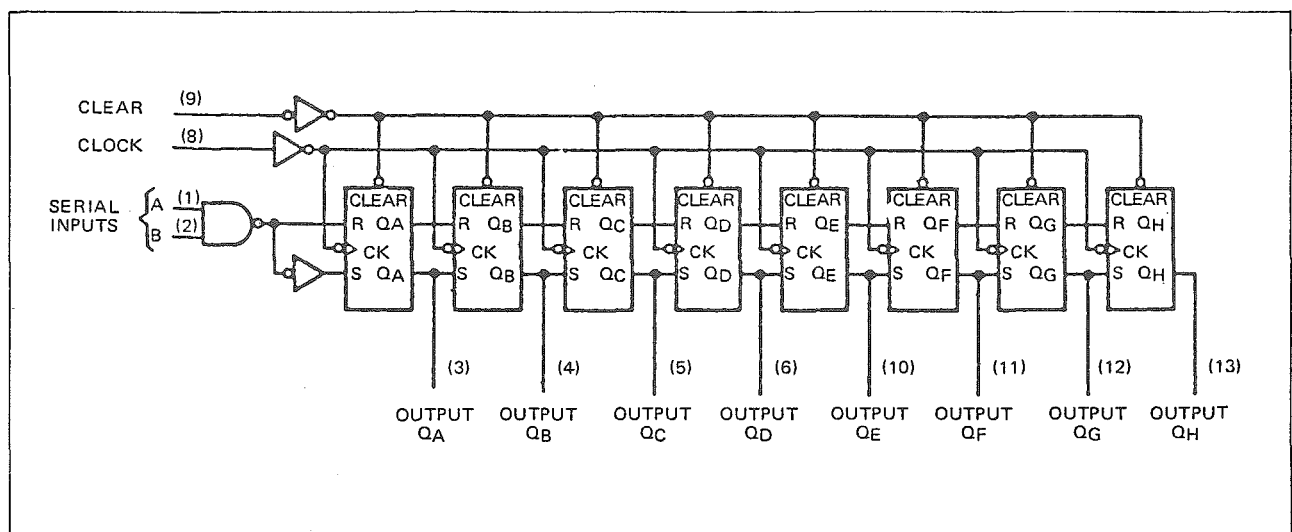 CLEAR (9)
CLOCK (8)
SERIAL INPUTS A (1)
B (2)
CLEAR CLEAR CLEAR CLEAR CLEAR CLEAR CLEAR CLEAR
R QA R QB R QC R QD R QE R QF R QG R QH
CK CK CK CK CK CK CK CK
S QA S QB S QC S QD S QE S QF S QG S QH
(3) (4) (5) (6) (10) (11) (12) (13)
OUTPUT OUTPUT OUTPUT OUTPUT OUTPUT OUTPUT OUTPUT OUTPUT
QA QB QC QD QE QF QG QH